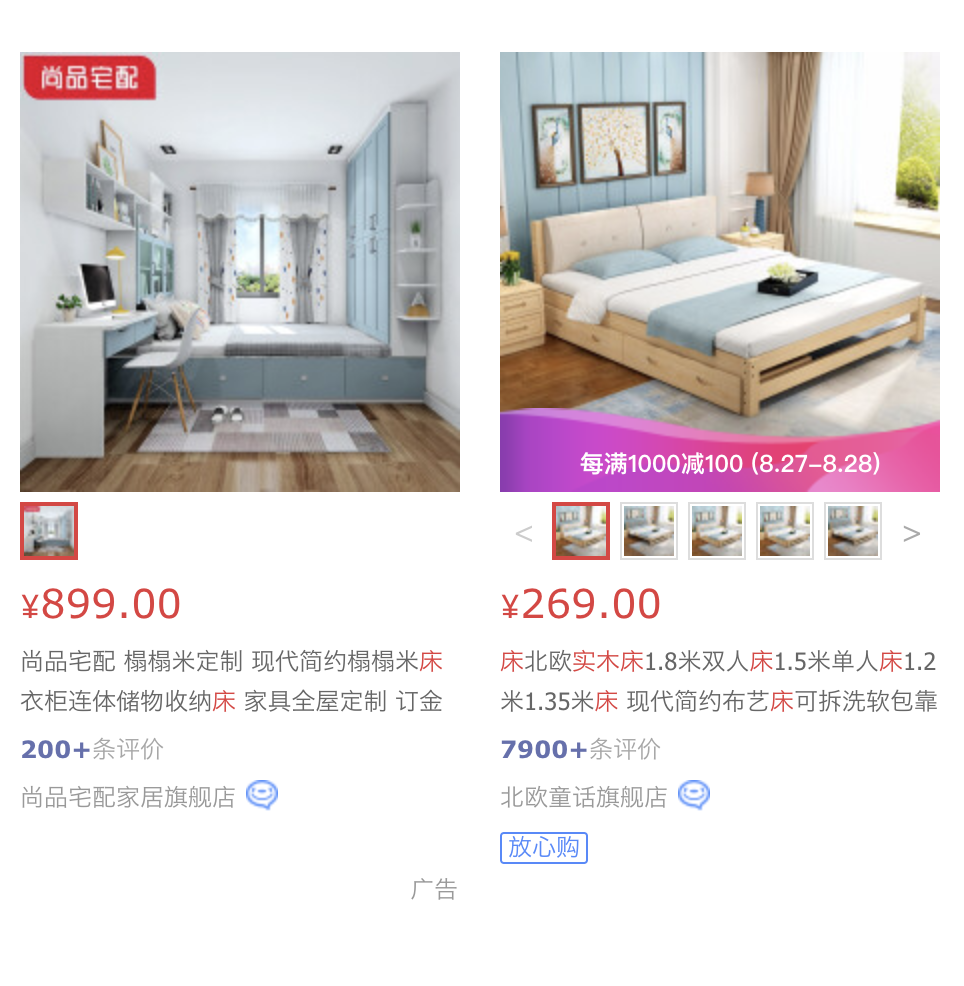 尚品宅配
每满1000减100 (8.27-8.28)
< >
¥899.00
尚品宅配 榻榻米定制 现代简约榻榻米床
衣柜连体储物收纳床 家具全屋定制 订金
200+条评价
尚品宅配家居旗舰店
广告
¥269.00
床北欧实木床1.8米双人床1.5米单人床1.2
米1.35米床 现代简约布艺床可拆洗软包靠
7900+条评价
北欧童话旗舰店
放心购